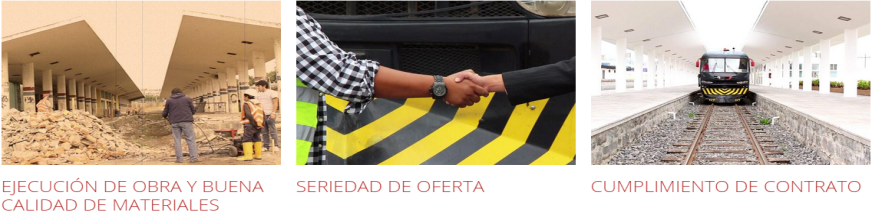 EJECUCIÓN DE OBRA Y BUENA
CALIDAD DE MATERIALES
SERIEDAD DE OFERTA
CUMPLIMIENTO DE CONTRATO